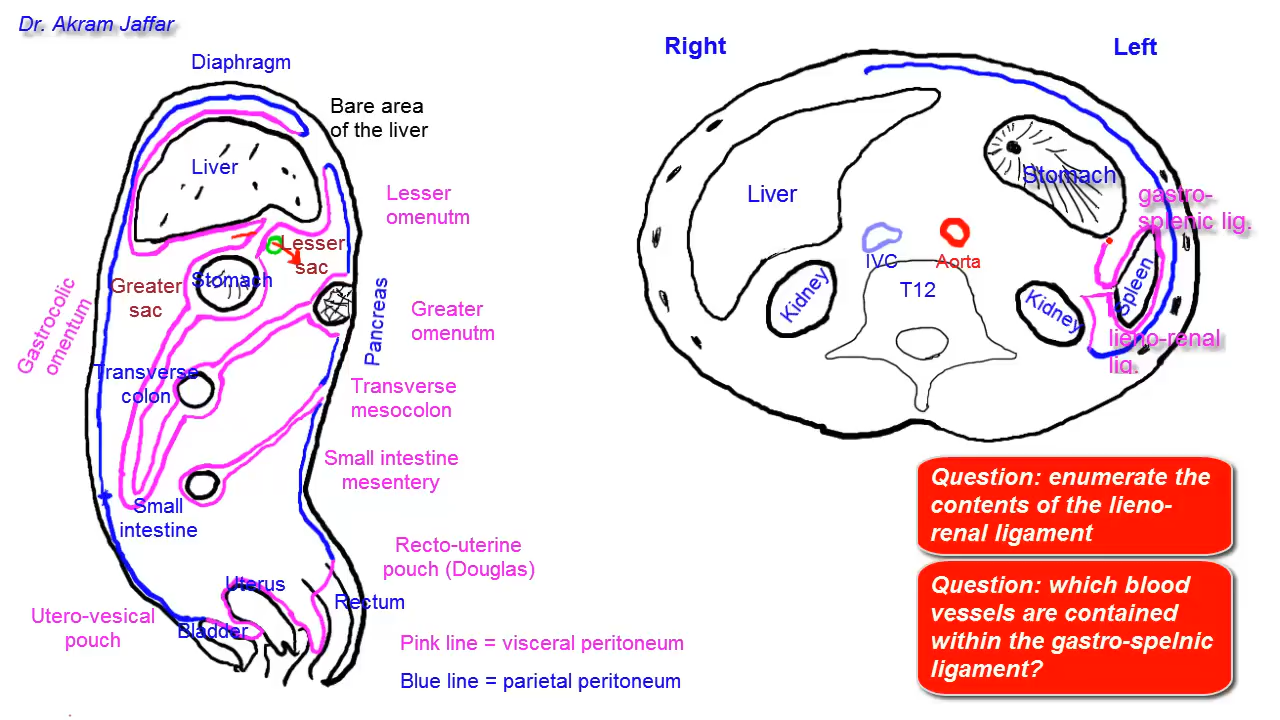 Dr. Akram Jaffar
Diaphragm
Bare area
of the liver
Liver
Lesser
omenutm
Lesser
sac
Stomach
Greater
sac
Gastrocolic
omentum
Pancreas
Greater
omenutm
Transverse
colon
Transverse
mesocolon
Small intestine
mesentery
Small
intestine
Recto-uterine
pouch (Douglas)
Uterus
Rectum
Utero-vesical
pouch
Bladder
Pink line = visceral peritoneum
Blue line = parietal peritoneum
Right
Left
Liver
Stomach
gastro-
splenic lig.
IVC
Aorta
T12
Kidney
Kidney
Spleen
lieno-renal
lig.
Question: enumerate the
contents of the lieno-
renal ligament
Question: which blood
vessels are contained
within the gastro-spelnic
ligament?